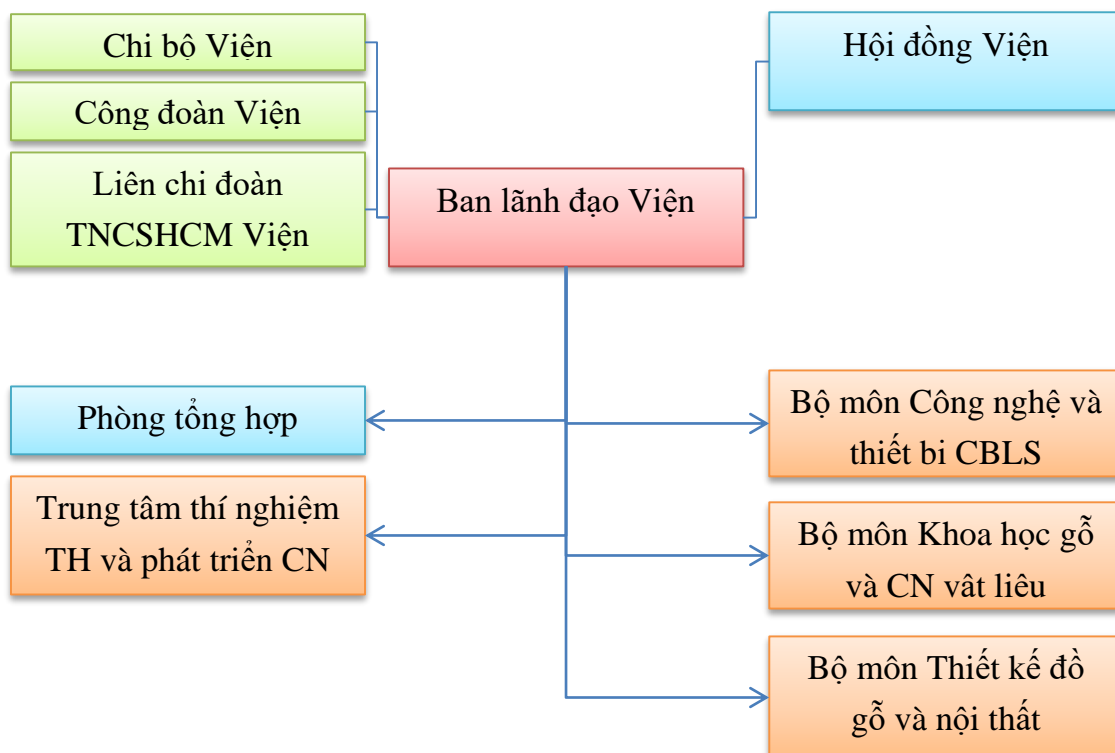 Chi bộ Viện
Hội đồng Viện
Công đoàn Viện
Liên chi đoàn
TNCSHCM Viện
Ban lãnh đạo Viện
Phòng tổng hợp
Bộ môn Công nghệ và
thiết bi CBLS
Trung tâm thí nghiệm
TH và phát triển CN
Bộ môn Khoa học gỗ
và CN vât liêu
Bộ môn Thiết kế đồ
gỗ và nội thất